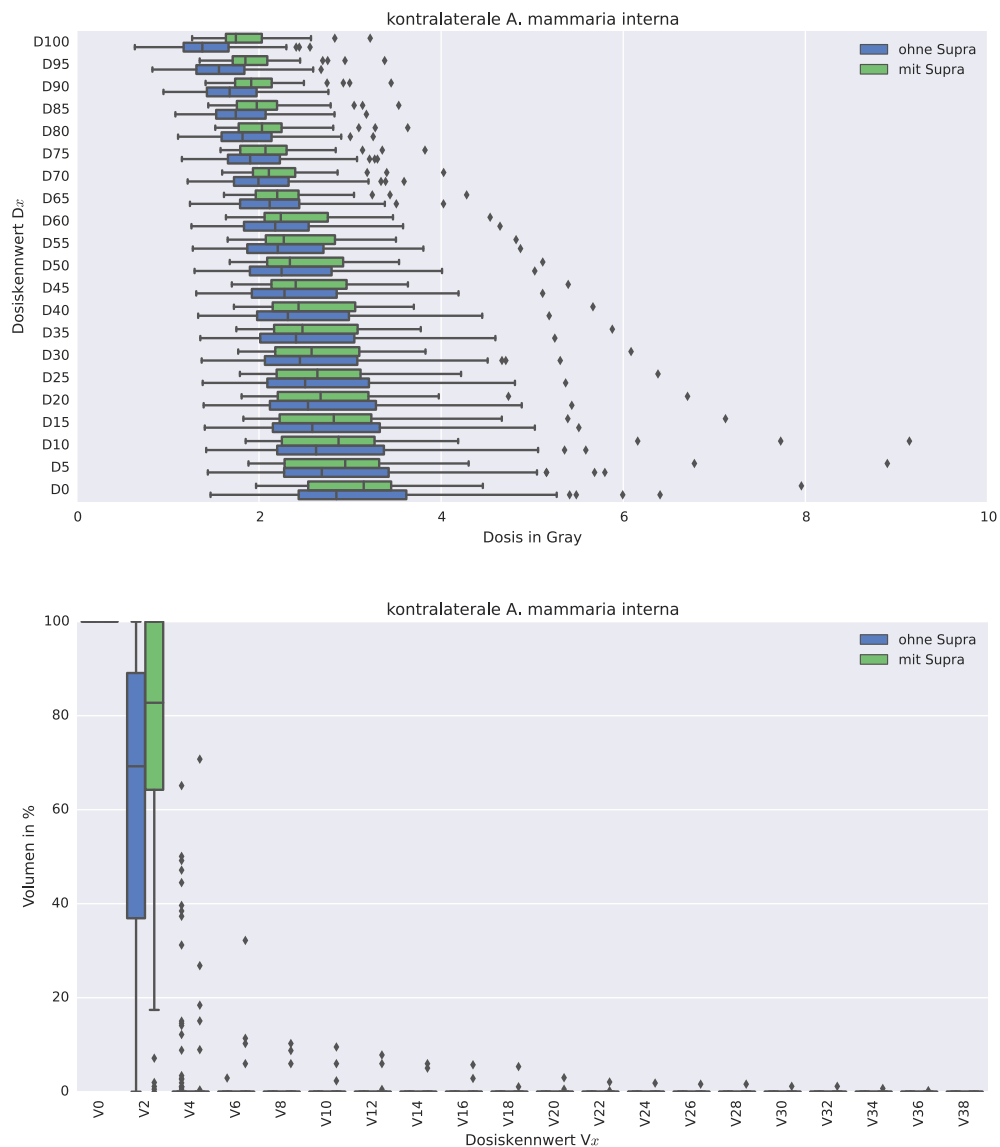 kontralaterale A. mammaria interna
ohne Supra
mit Supra
Dosiskennwert Dx
D100
D95
D90
D85
D80
D75
D70
D65
D60
D55
D50
D45
D40
D35
D30
D25
D20
D15
D10
D5
D0
0 2 4 6 8 10
Dosis in Gray
kontralaterale A. mammaria interna
ohne Supra
mit Supra
Volumen in %
100
80
60
40
20
0
V0 V2 V4 V6 V8 V10 V12 V14 V16 V18 V20 V22 V24 V26 V28 V30 V32 V34 V36 V38
Dosiskennwert Vx